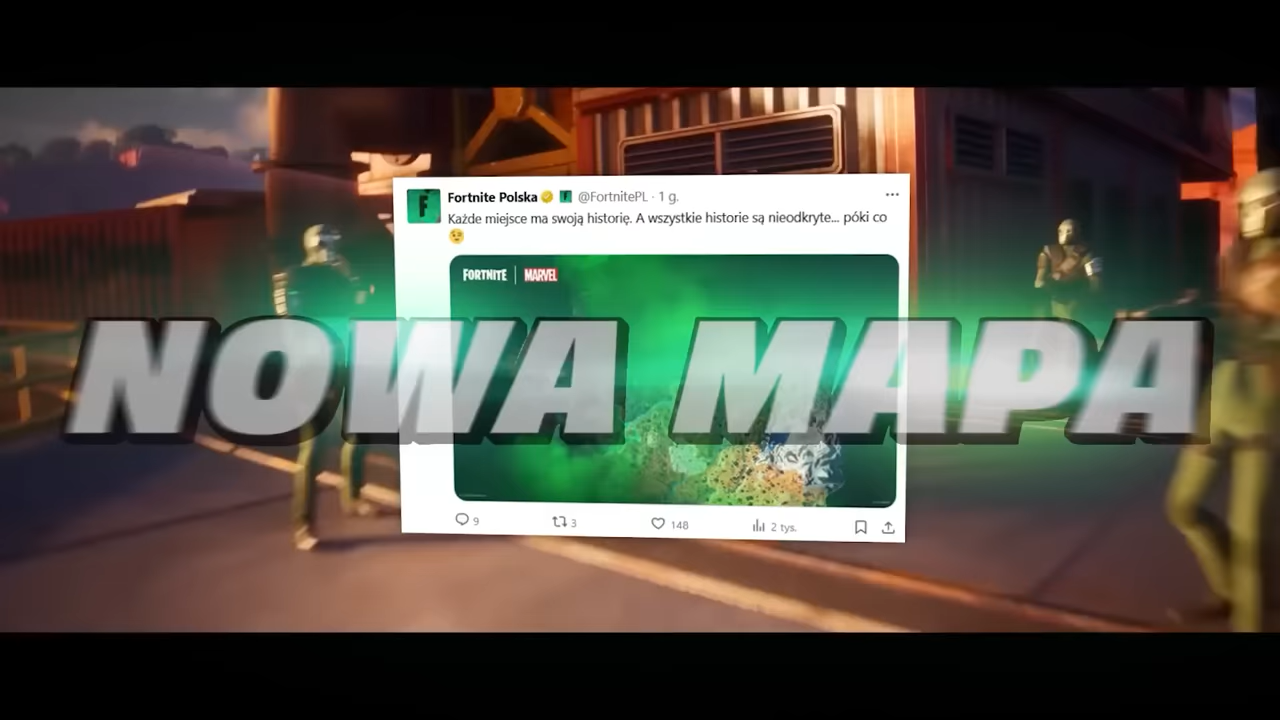 Fortnite Polska @FortnitePL · 1 g.
Każde miejsce ma swoją historię. A wszystkie historie są nieodkryte... póki co
😉
FORTNITE | MARVEL
NOWA MAPA
9 3 148 2 tys.